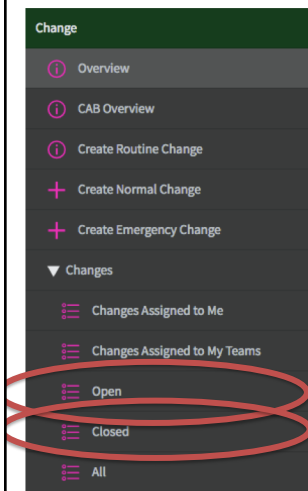 Change
Overview
CAB Overview
Create Routine Change
Create Normal Change
Create Emergency Change
Changes
Changes Assigned to Me
Changes Assigned to My Teams
Open
Closed
All